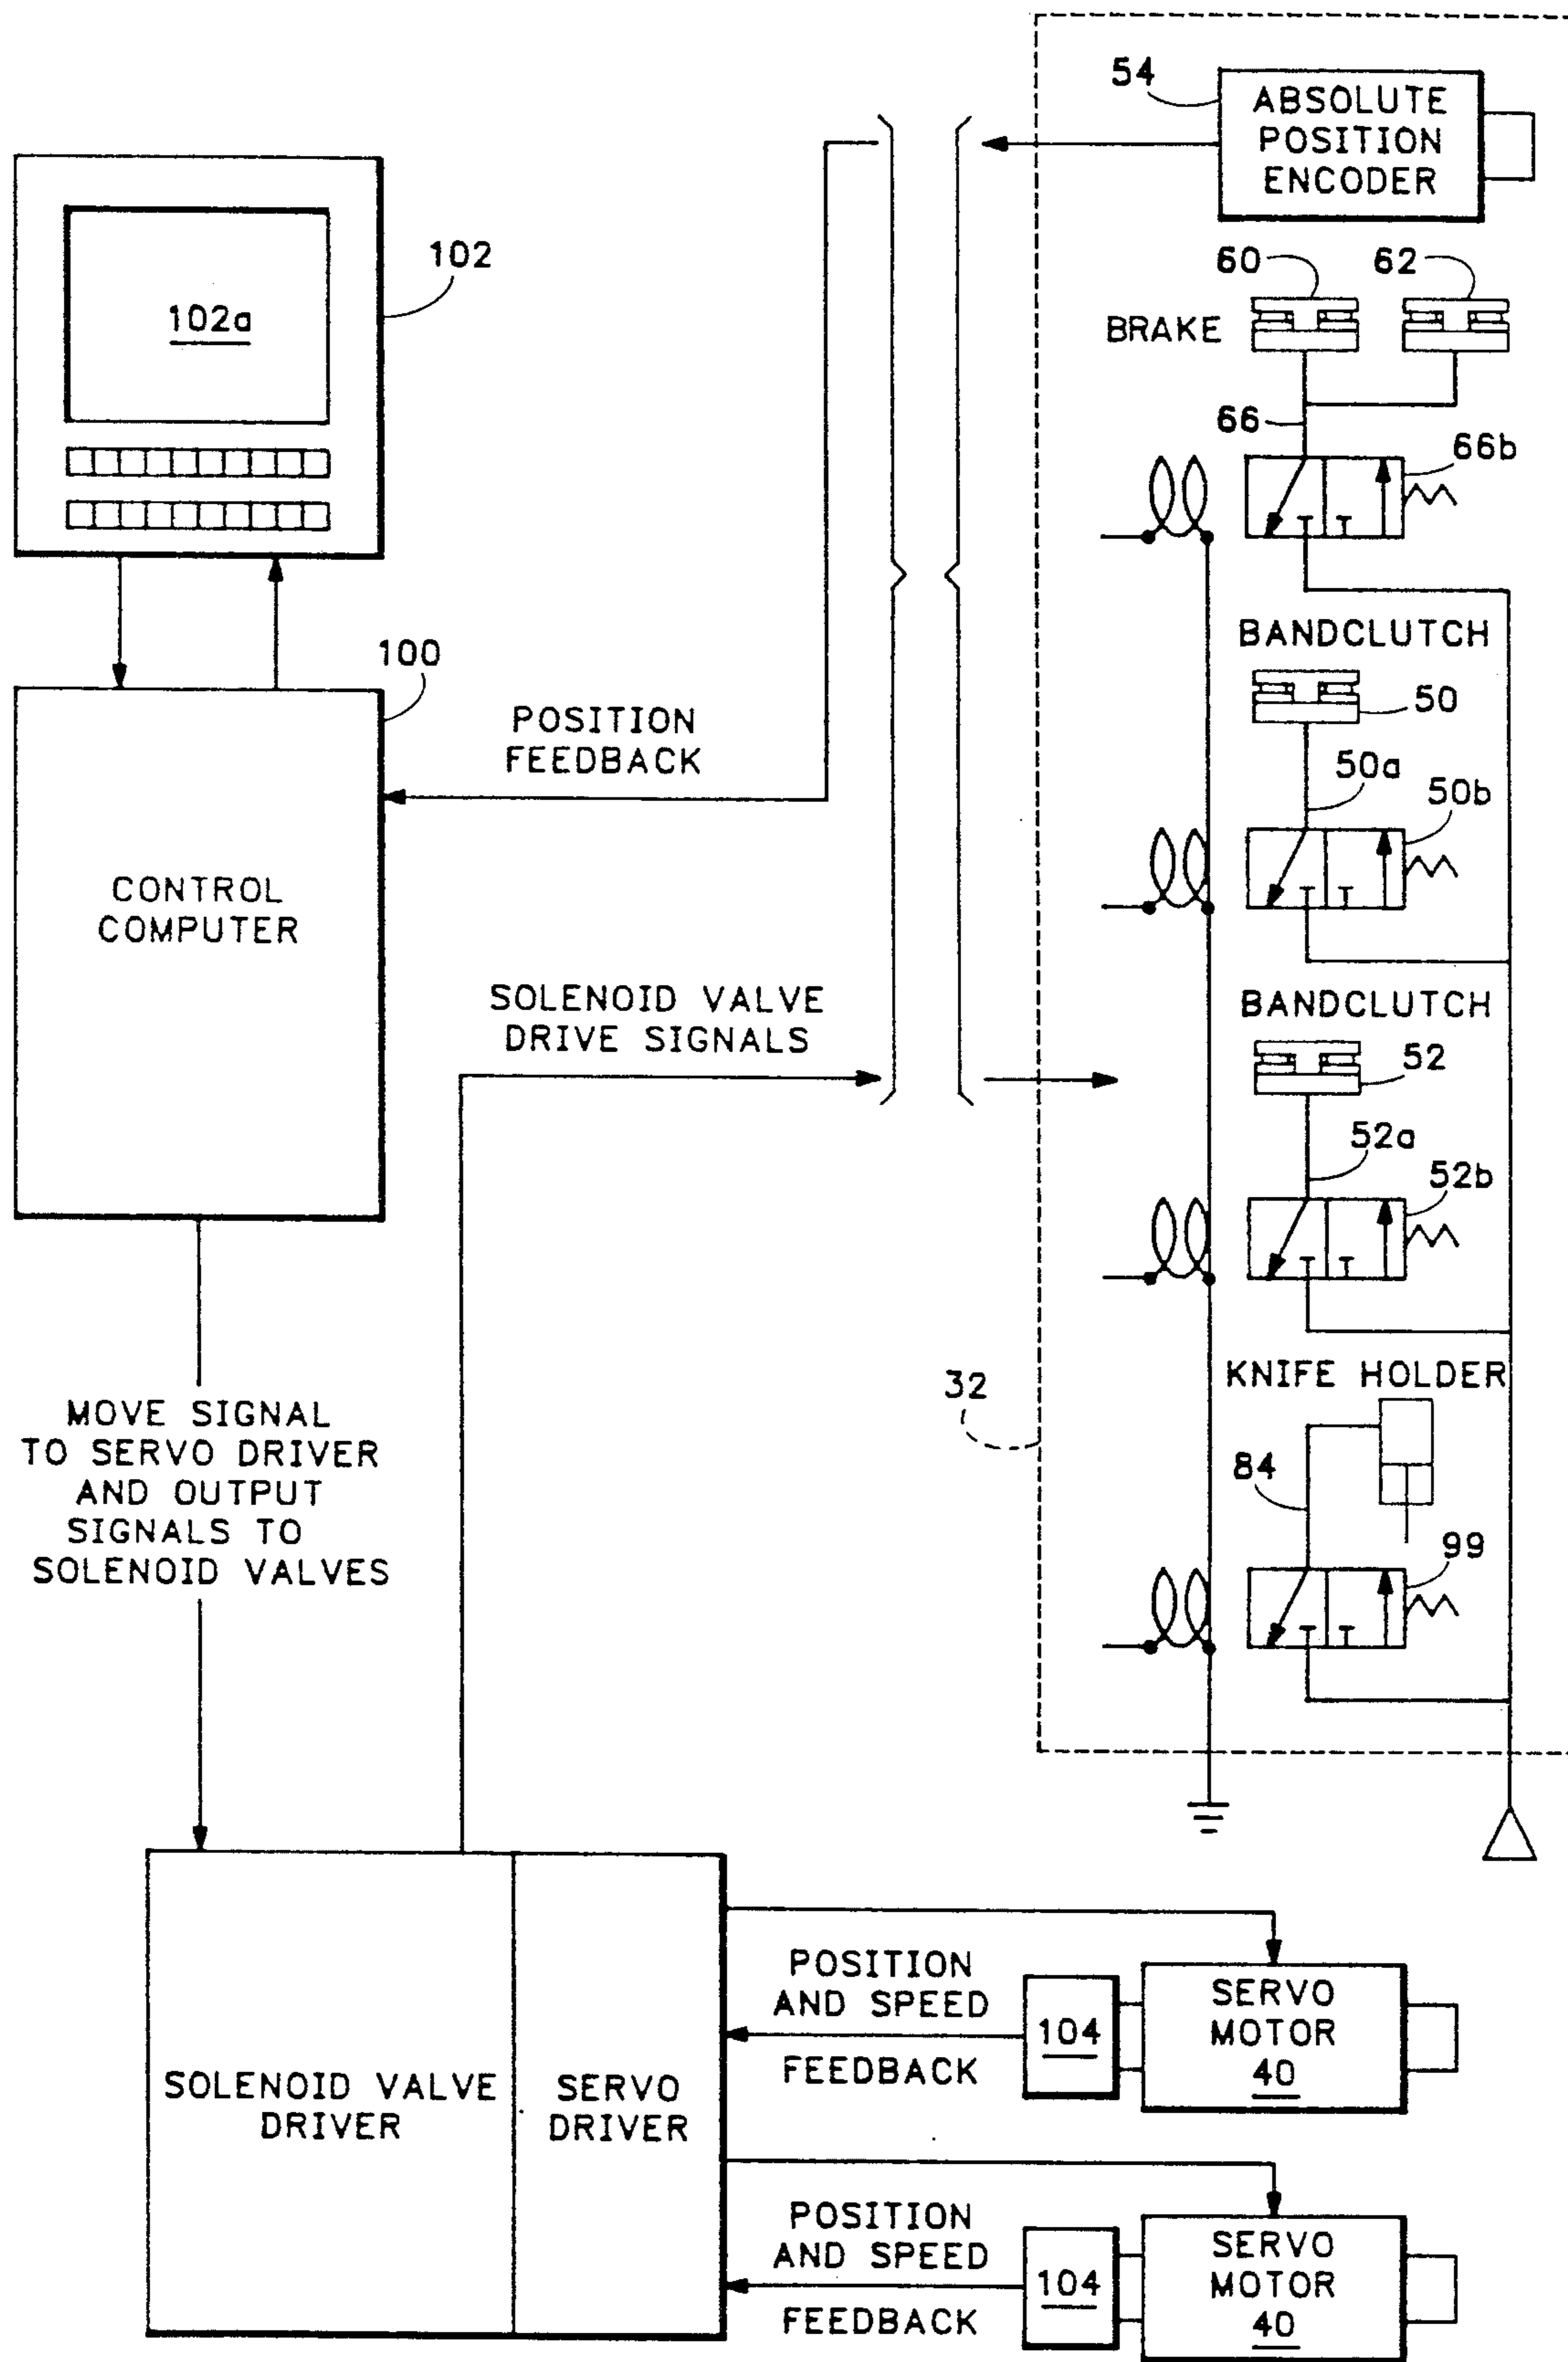 54
ABSOLUTE
POSITION
ENCODER
102
102a
60
62
BRAKE
66
66b
BANDCLUTCH
50
50a
50b
100
POSITION
FEEDBACK
CONTROL
COMPUTER
SOLENOID VALVE
DRIVE SIGNALS
BANDCLUTCH
52
52a
52b
32
KNIFE HOLDER
84
99
MOVE SIGNAL
TO SERVO DRIVER
AND OUTPUT
SIGNALS TO
SOLENOID VALVES
SOLENOID VALVE
DRIVER
SERVO
DRIVER
POSITION
AND SPEED
FEEDBACK
104
SERVO
MOTOR
40
POSITION
AND SPEED
FEEDBACK
104
SERVO
MOTOR
40